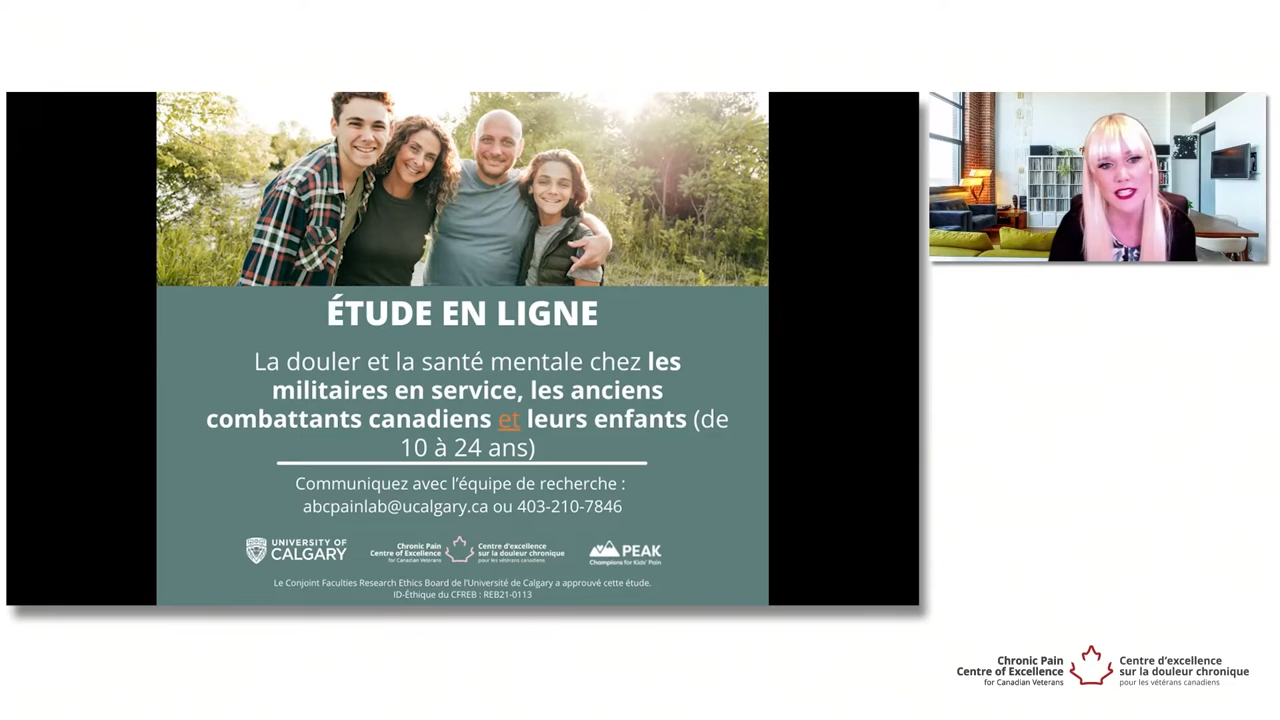 ÉTUDE EN LIGNE
La douler et la santé mentale chez les
militaires en service, les anciens
combattants canadiens et leurs enfants (de
10 à 24 ans)
Communiquez avec l'équipe de recherche :
abcpainlab@ucalgary.ca ou 403-210-7846
UNIVERSITY OF
CALGARY
Chronic Pain
Centre of Excellence
for Canadian Veterans
Centre d'excellence
sur la douleur chronique
pour les vétérans canadiens
PEAK
Champions for Kids' Pain
Le Conjoint Faculties Research Ethics Board de l'Université de Calgary a approuvé cette étude.
ID-Éthique du CFREB : REB21-0113
Chronic Pain
Centre of Excellence
for Canadian Veterans
Centre d'excellence
sur la douleur chronique
pour les vétérans canadiens